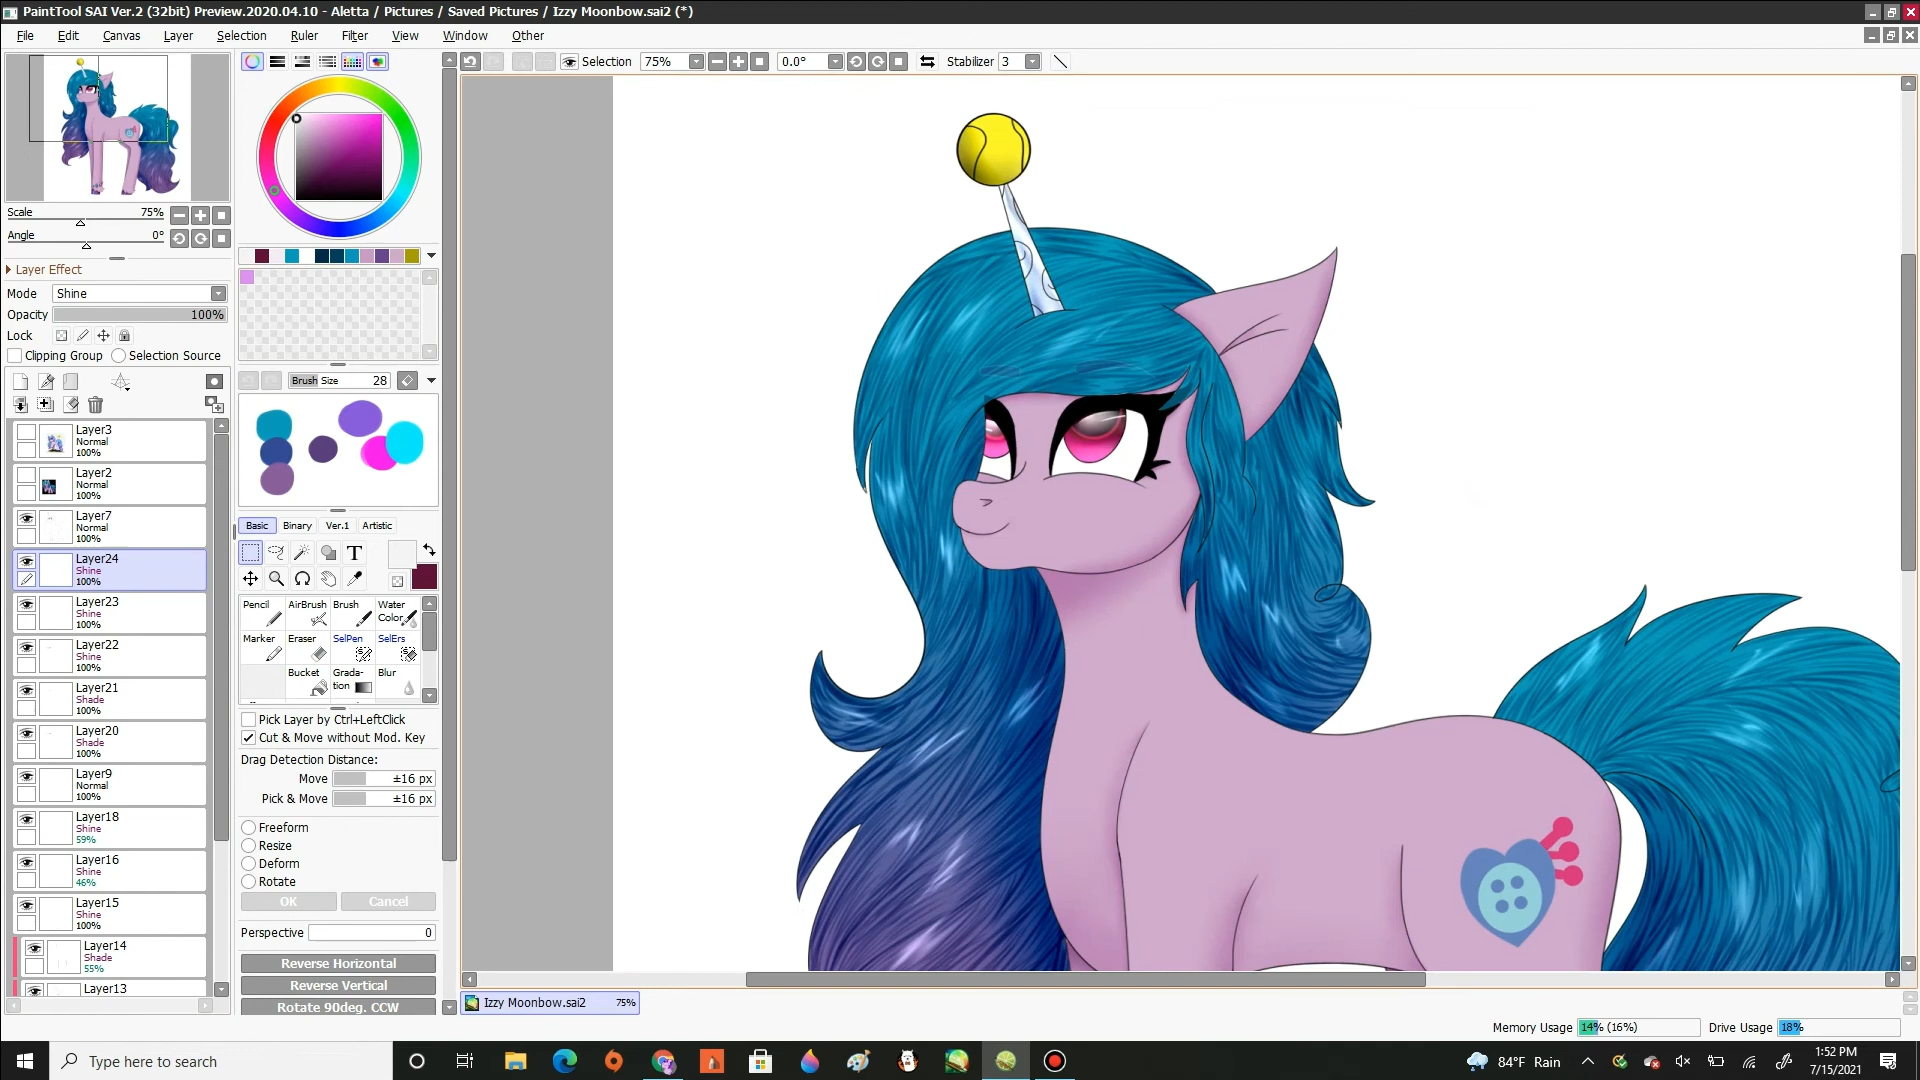 PaintTool SAI Ver.2 (32bit) Preview.2020.04.10 - Aletta / Pictures / Saved Pictures / Izzy Moonbow.sai2 (*)
File Edit Canvas Layer Selection Ruler Filter View Window Other
Selection 75% 0.0° Stabilizer 3
Scale 75%
Angle 0°
Layer Effect
Mode Shine
Opacity 100%
Lock
Clipping Group Selection Source
Layer3
Normal
100%
Layer2
Normal
100%
Layer7
Normal
100%
Layer24
Shine
100%
Layer23
Shine
100%
Layer22
Shine
100%
Layer21
Shade
100%
Layer20
Shade
100%
Layer9
Normal
100%
Layer18
Shine
59%
Layer16
Shine
46%
Layer15
Shine
100%
Layer14
Shade
55%
Layer13
Brush Size 28
Basic Binary Ver.1 Artistic
T
Pencil AirBrush Brush Water
Color
Marker Eraser SelPen SelErs
Bucket Grada-
tion Blur
Pick Layer by Ctrl+LeftClick
Cut & Move without Mod. Key
Drag Detection Distance:
Move ±16 px
Pick & Move ±16 px
Freeform
Resize
Deform
Rotate
OK Cancel
Perspective 0
Reverse Horizontal
Reverse Vertical
Rotate 90deg. CCW
Izzy Moonbow.sai2 75%
Memory Usage 14% (16%) Drive Usage 18%
Type here to search
84°F Rain
1:52 PM
7/15/2021